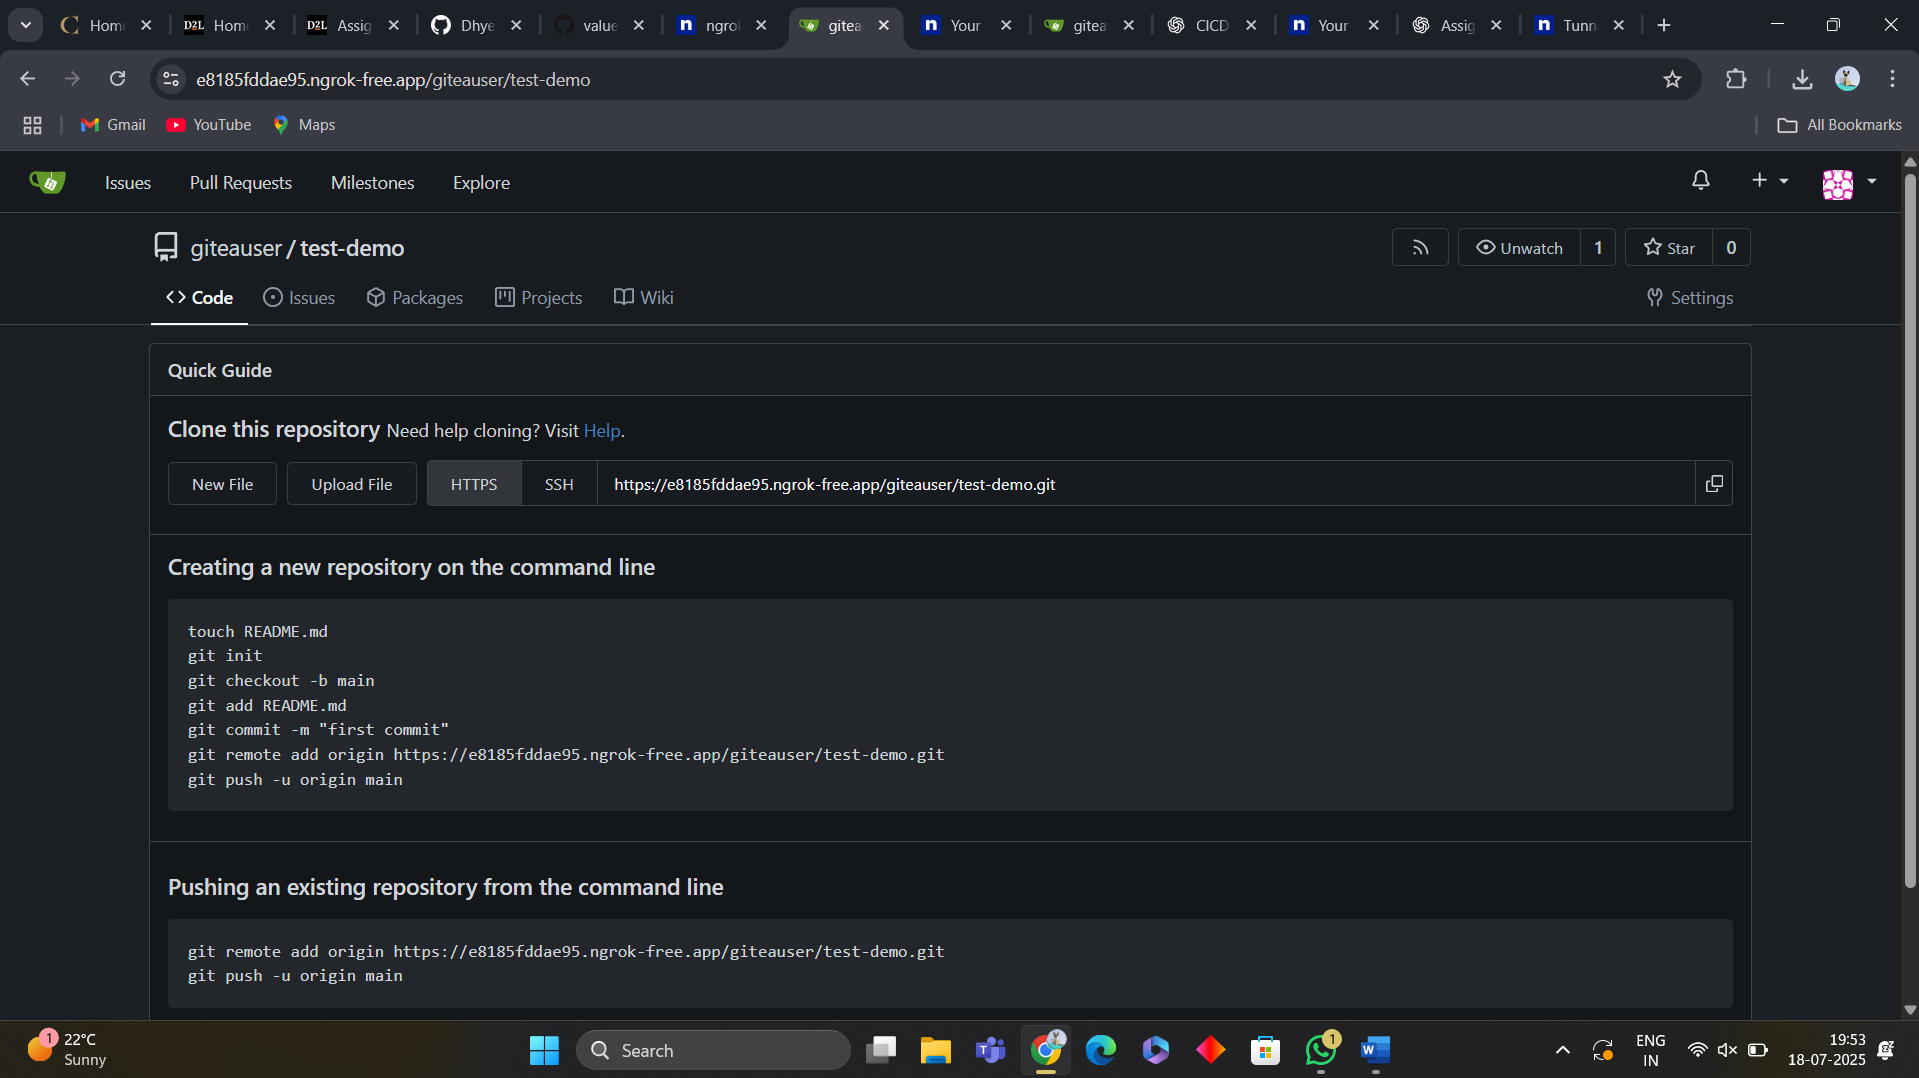 Home
D2L Home
D2L Assig
Dhye
value
n ngro
gitea
n Your
gitea
CICD
n Your
Assig
n Tunn
e8185fddae95.ngrok-free.app/giteauser/test-demo
Gmail
YouTube
Maps
All Bookmarks
Issues
Pull Requests
Milestones
Explore
giteauser / test-demo
Unwatch 1
Star 0
<> Code
Issues
Packages
Projects
Wiki
Settings
Quick Guide
Clone this repository Need help cloning? Visit Help.
New File
Upload File
HTTPS
SSH
https://e8185fddae95.ngrok-free.app/giteauser/test-demo.git
Creating a new repository on the command line
touch README.md
git init
git checkout -b main
git add README.md
git commit -m "first commit"
git remote add origin https://e8185fddae95.ngrok-free.app/giteauser/test-demo.git
git push -u origin main
Pushing an existing repository from the command line
git remote add origin https://e8185fddae95.ngrok-free.app/giteauser/test-demo.git
git push -u origin main
1
22°C
Sunny
Search
1
ENG
IN
19:53
18-07-2025